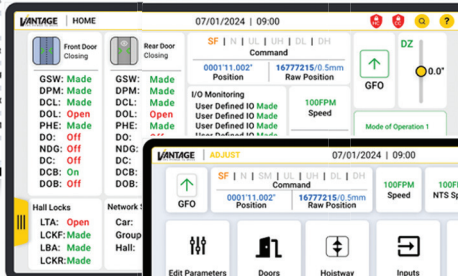 VANTAGE | HOME
07/01/2024 | 09:00
?
Front Door
Closing
Rear Door
Closing
SF | N | UL | UH | DL | DH
Command
0001'11.002"
Position
16777215/0.5mm
Raw Position
GFO
DZ
0.0"
GSW: Made
DPM: Made
DCL: Made
DOL: Open
PHE: Made
DO: Off
NDG: Off
DC: Off
DCB: On
DOB: Off
GSW: Made
DPM: Made
DCL: Made
DOL: Open
PHE: Made
DO:
NDG:
DC:
DCB:
DOB:
I/O Monitoring
User Defined IO Made
User Defined IO Made
User Defined IO Made
User Defined IO Made
100FPM
Speed
Mode of Operation 1
Hall Locks
LTA: Open
LCKF: Made
LBA: Made
LCKR: Made
Network S
Car:
Group
Hall:
VANTAGE | ADJUST
07/01/2024 | 09:00
GFO
SF | N | SM | UL | UH | DL | DH
Command
0001'11.002"
Position
16777215/0.5mm
Raw Position
100FPM
Speed
100F
NTS Sp
Edit Parameters
Doors
Hoistway
Inputs